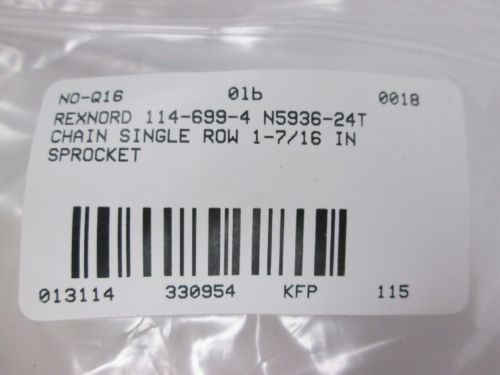 NO-Q16 01b 0018
REXNORD 114-699-4 N5936-24T
CHAIN SINGLE ROW 1-7/16 IN
SPROCKET
013114 330954 KFP 115